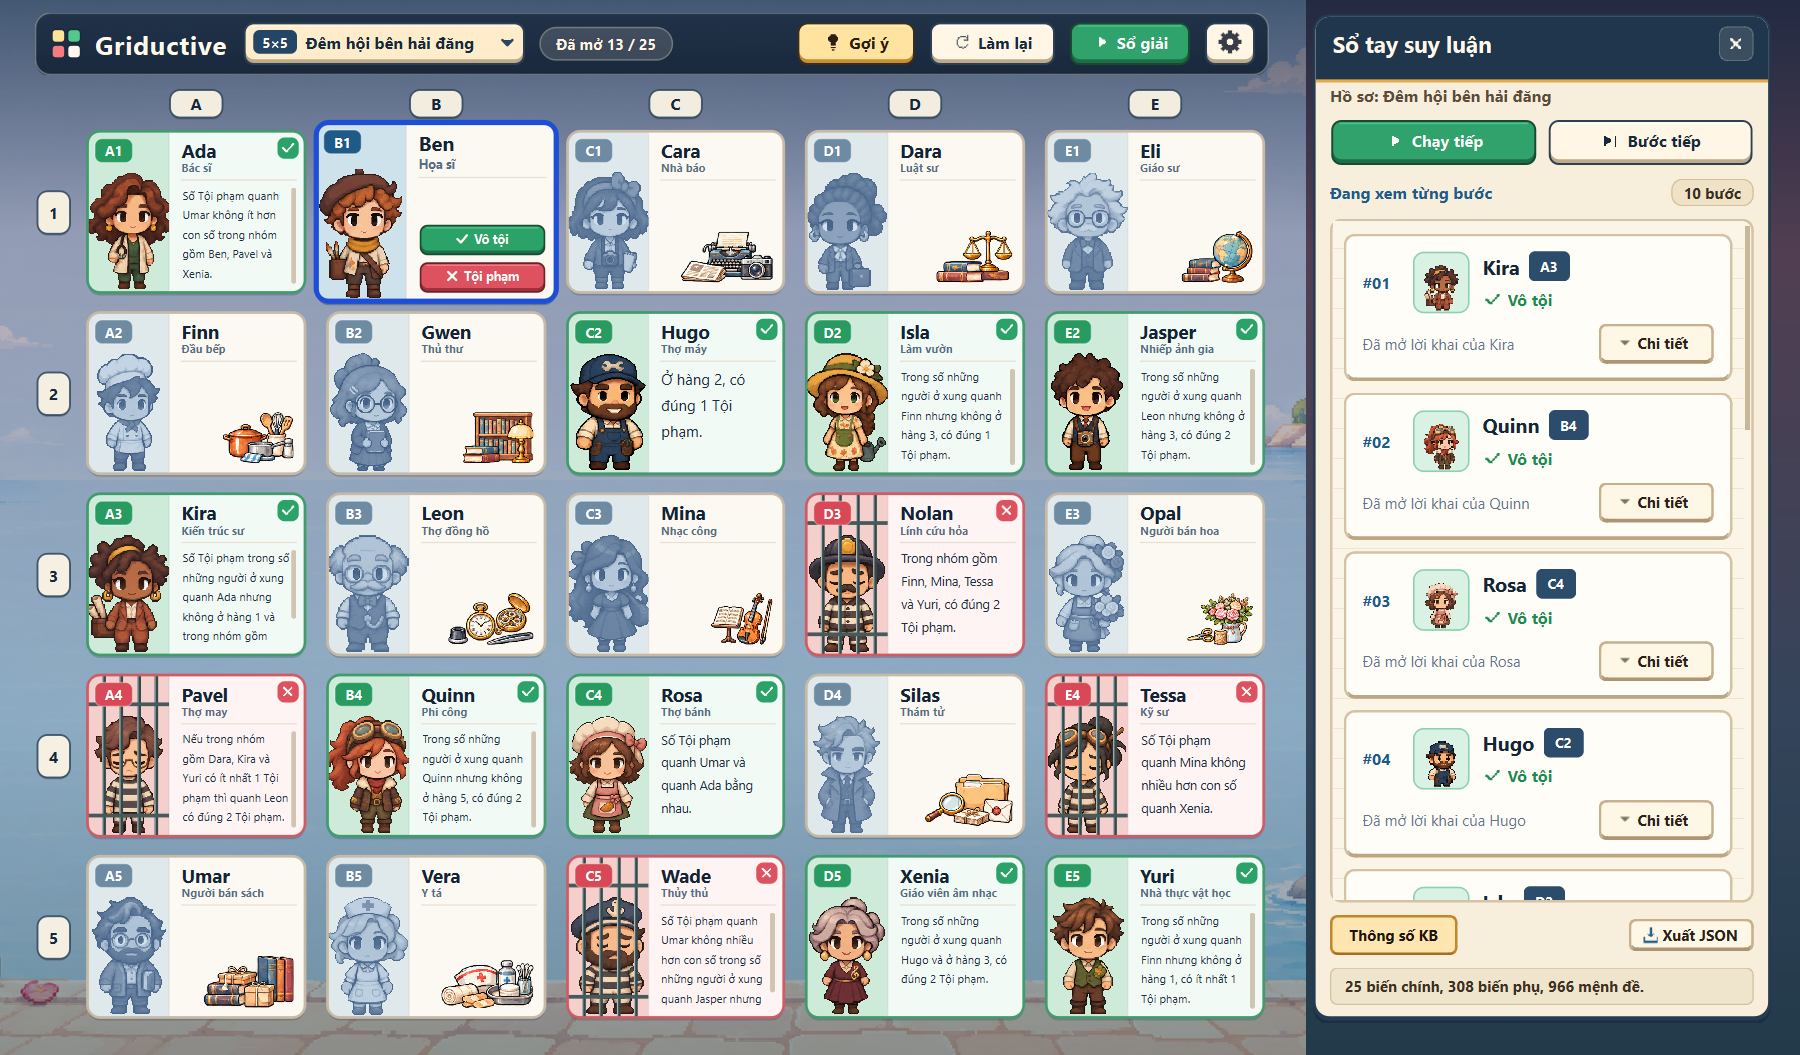 Griductive
5×5 Đêm hội bên hải đăng
Đã mở 13 / 25
Gợi ý
Làm lại
Sổ giải
A
B
C
D
E
1
A1
Ada
Bác sĩ
Số Tội phạm quanh
Umar không ít hơn
con số trong nhóm
gồm Ben, Pavel và
Xenia.
B1
Ben
Họa sĩ
Vô tội
Tội phạm
C1
Cara
Nhà báo
D1
Dara
Luật sư
E1
Eli
Giáo sư
2
A2
Finn
Đầu bếp
B2
Gwen
Thủ thư
C2
Hugo
Thợ máy
Ở hàng 2, có
đúng 1 Tội
phạm.
D2
Isla
Làm vườn
Trong số những
người ở xung quanh
Finn nhưng không ở
hàng 3, có đúng 1
Tội phạm.
E2
Jasper
Nhiếp ảnh gia
Trong số những
người ở xung quanh
Leon nhưng không ở
hàng 3, có đúng 2
Tội phạm.
3
A3
Kira
Kiến trúc sư
Số Tội phạm trong số
những người ở xung
quanh Ada nhưng
không ở hàng 1 và
trong nhóm gồm
B3
Leon
Thợ đồng hồ
C3
Mina
Nhạc công
D3
Nolan
Lính cứu hỏa
Trong nhóm gồm
Finn, Mina, Tessa
và Yuri, có đúng 2
Tội phạm.
E3
Opal
Người bán hoa
4
A4
Pavel
Thợ may
Nếu trong nhóm
gồm Dara, Kira và
Yuri có ít nhất 1 Tội
phạm thì quanh Leon
có đúng 2 Tội phạm.
B4
Quinn
Phi công
Trong số những
người ở xung quanh
Quinn nhưng không
ở hàng 5, có đúng 2
Tội phạm.
C4
Rosa
Thợ bánh
Số Tội phạm
quanh Umar và
quanh Ada bằng
nhau.
D4
Silas
Thám tử
E4
Tessa
Kỹ sư
Số Tội phạm
quanh Mina không
nhiều hơn con số
quanh Xenia.
5
A5
Umar
Người bán sách
B5
Vera
Y tá
C5
Wade
Thủy thủ
Số Tội phạm quanh
Umar không nhiều
hơn con số trong số
những người ở xung
quanh Jasper nhưng
D5
Xenia
Giáo viên âm nhạc
Trong số những
người ở xung quanh
Hugo và ở hàng 3, có
đúng 2 Tội phạm.
E5
Yuri
Nhà thực vật học
Trong số những
người ở xung quanh
Finn nhưng không ở
hàng 1, có ít nhất 1
Tội phạm.
Sổ tay suy luận
Hồ sơ: Đêm hội bên hải đăng
Chạy tiếp
Bước tiếp
Đang xem từng bước
10 bước
#01
Kira A3
Vô tội
Đã mở lời khai của Kira
Chi tiết
#02
Quinn B4
Vô tội
Đã mở lời khai của Quinn
Chi tiết
#03
Rosa C4
Vô tội
Đã mở lời khai của Rosa
Chi tiết
#04
Hugo C2
Vô tội
Đã mở lời khai của Hugo
Chi tiết
Thông số KB
Xuất JSON
25 biến chính, 308 biến phụ, 966 mệnh đề.